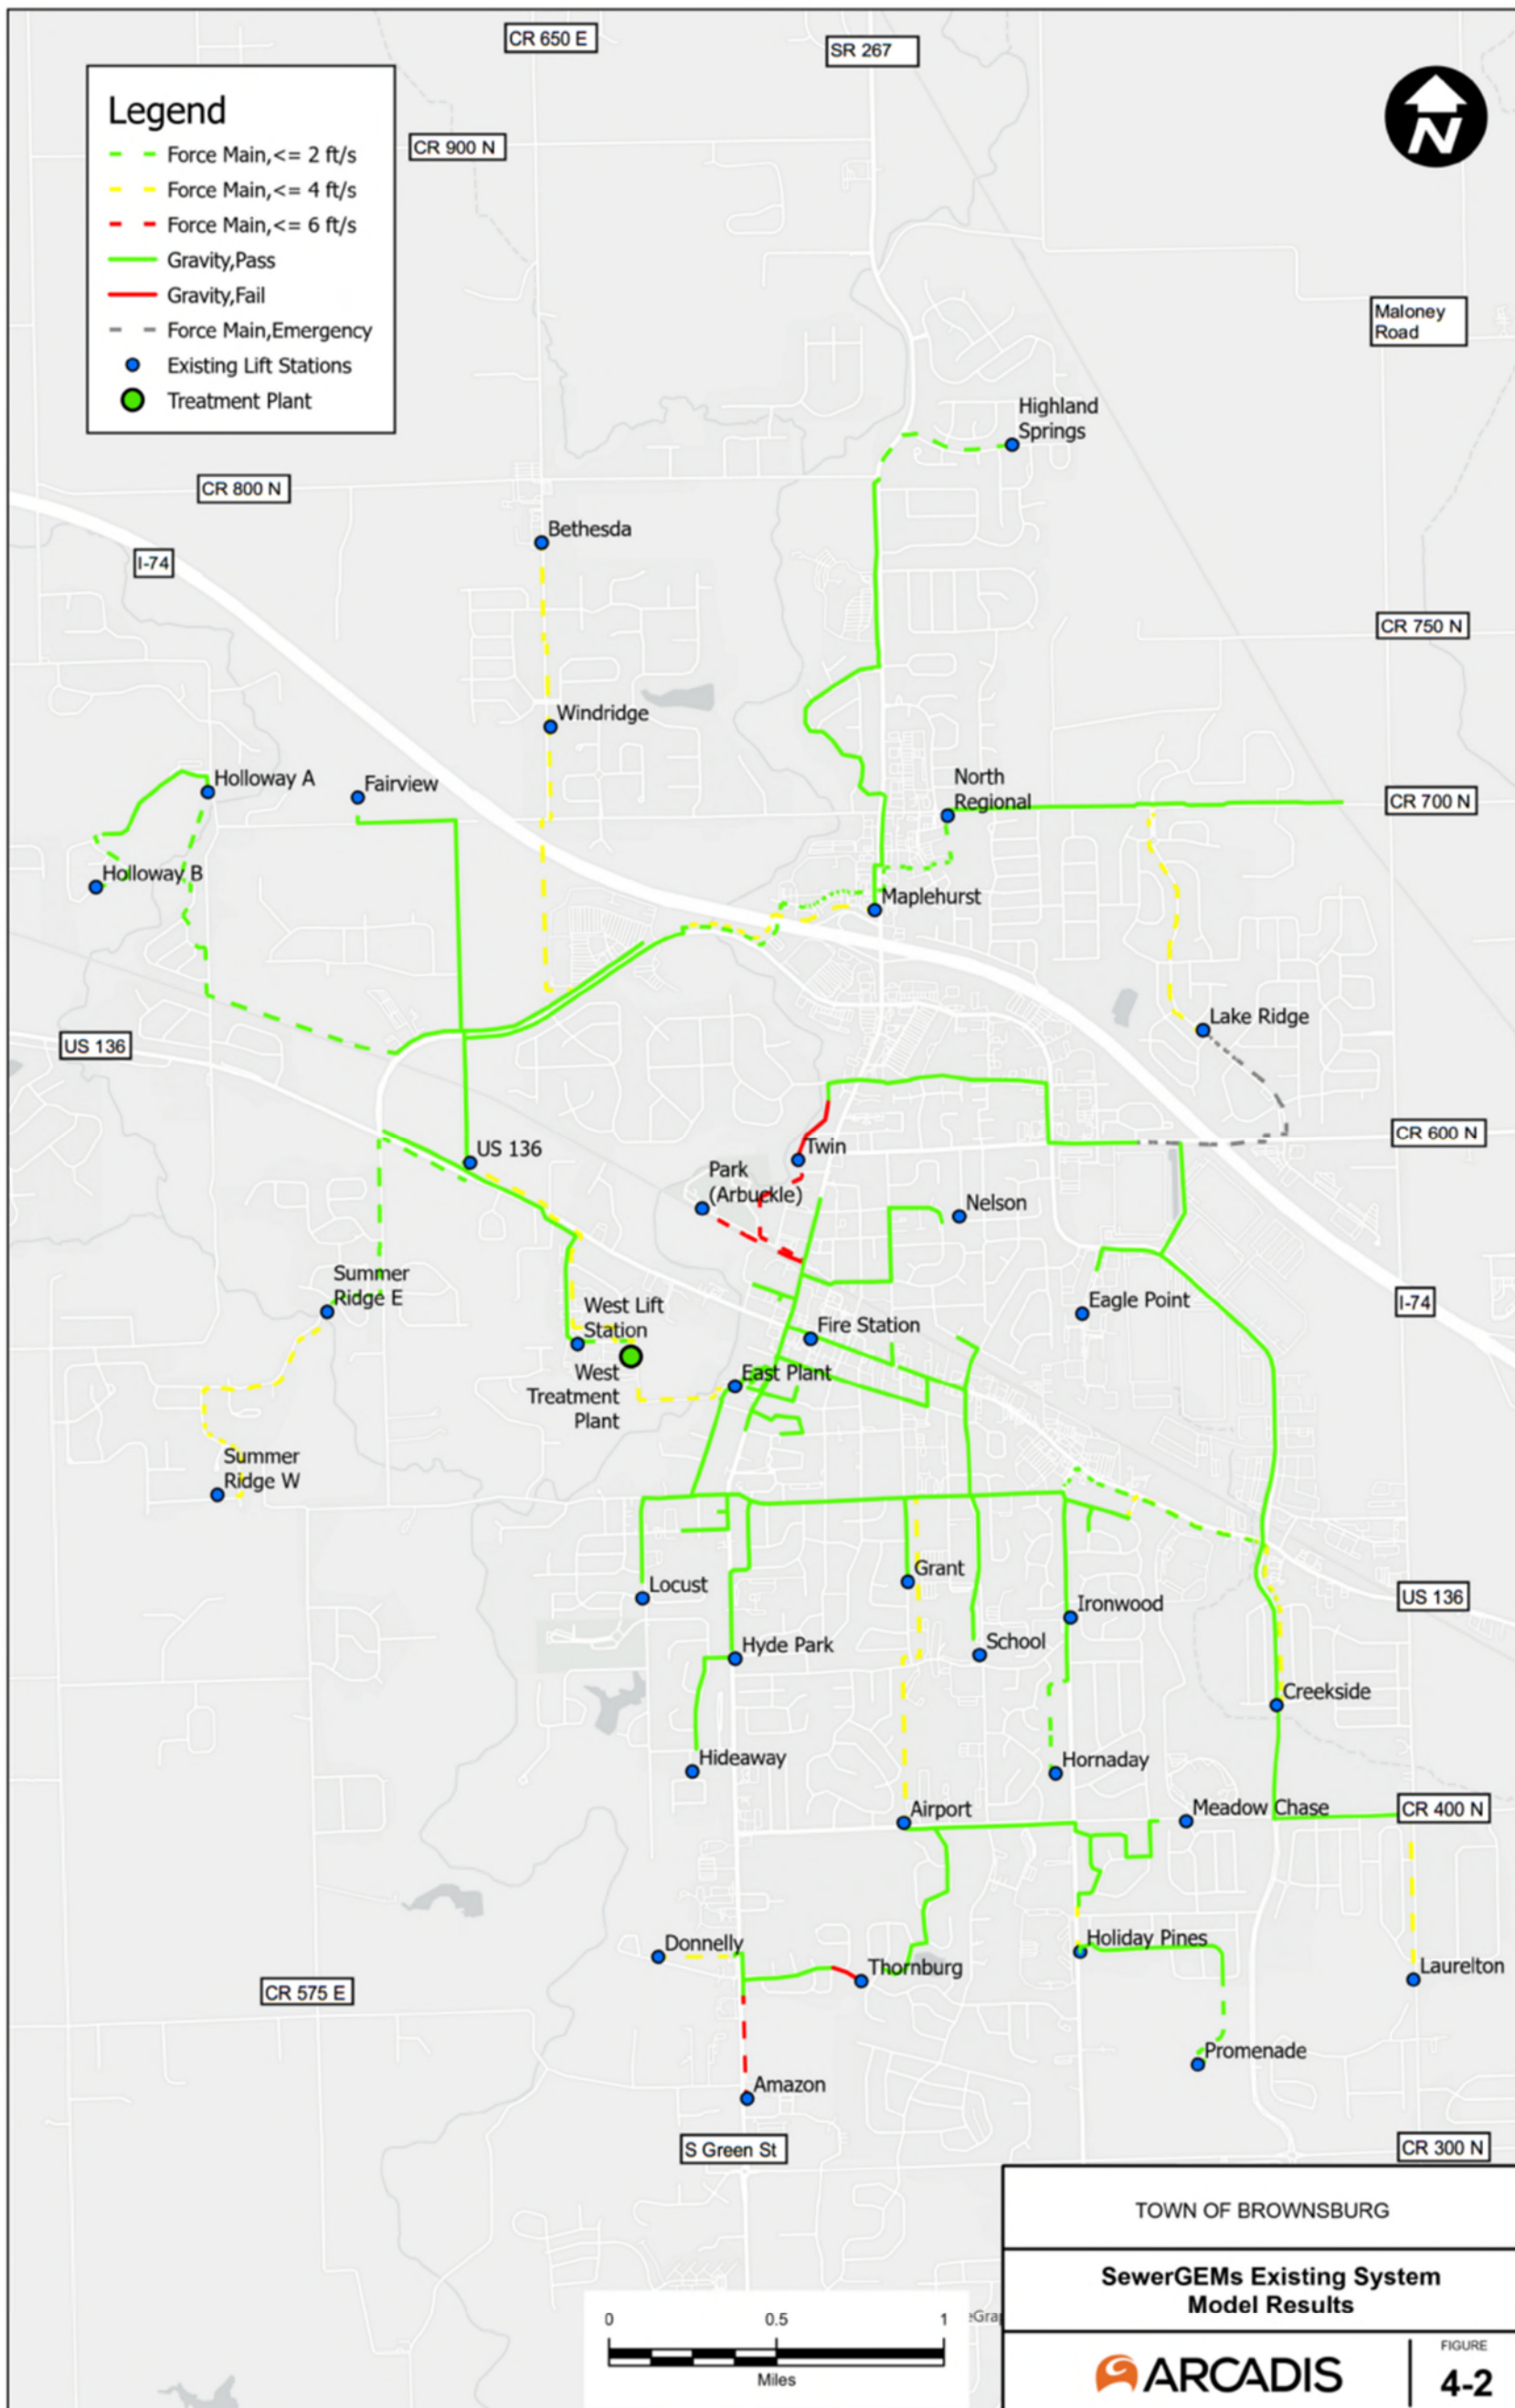 CR 650 E
SR 267
Legend
Force Main,<= 2 ft/s
Force Main,<= 4 ft/s
Force Main,<= 6 ft/s
Gravity,Pass
Gravity,Fail
Force Main,Emergency
Existing Lift Stations
Treatment Plant
CR 900 N
N
Maloney
Road
Highland
Springs
CR 800 N
Bethesda
I-74
CR 750 N
Windridge
Holloway A
Fairview
North
Regional
CR 700 N
Holloway B
Maplehurst
Lake Ridge
US 136
CR 600 N
US 136
Twin
Park
(Arbuckle)
Nelson
Summer
Ridge E
Eagle Point
I-74
West Lift
Station
Fire Station
West
Treatment
Plant
East Plant
Summer
Ridge W
Locust
Grant
Ironwood
US 136
Hyde Park
School
Creekside
Hideaway
Hornaday
Airport
Meadow Chase
CR 400 N
Donnelly
Holiday Pines
Thornburg
Laurelton
CR 575 E
Promenade
Amazon
S Green St
CR 300 N
TOWN OF BROWNSBURG
SewerGEMs Existing System
Model Results
0 0.5 1
Miles
ARCADIS
FIGURE
4-2